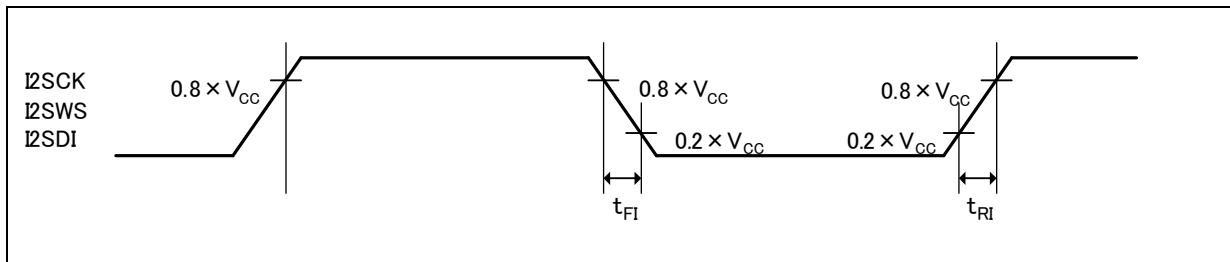 I2SCK
I2SWS
I2SDI
0.8 × VCC
0.8 × VCC
0.8 × VCC
0.2 × VCC
0.2 × VCC
tFI
tRI